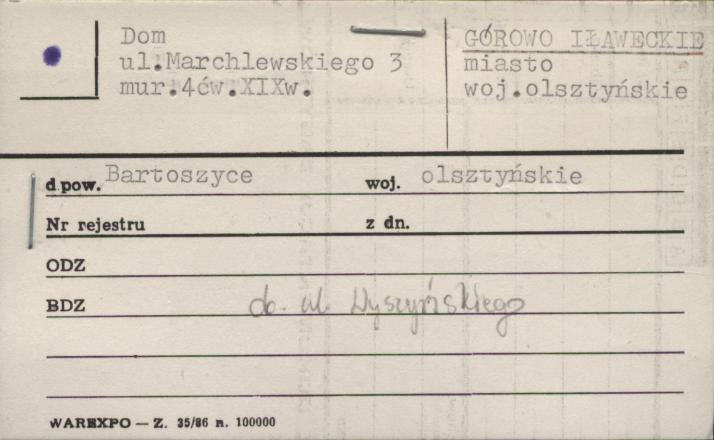 Dom
ul.Marchlewskiego 3
mur.4ćw.XIXw.
GÓROWO IŁAWECKIE
miasto
woj.olsztyńskie
d pow. Bartoszyce woj. olsztyńskie
Nr rejestru z dn.
ODZ
BDZ ob. ul. Wyszyńskiego
WAREXPO — Z. 35/86 n. 100000